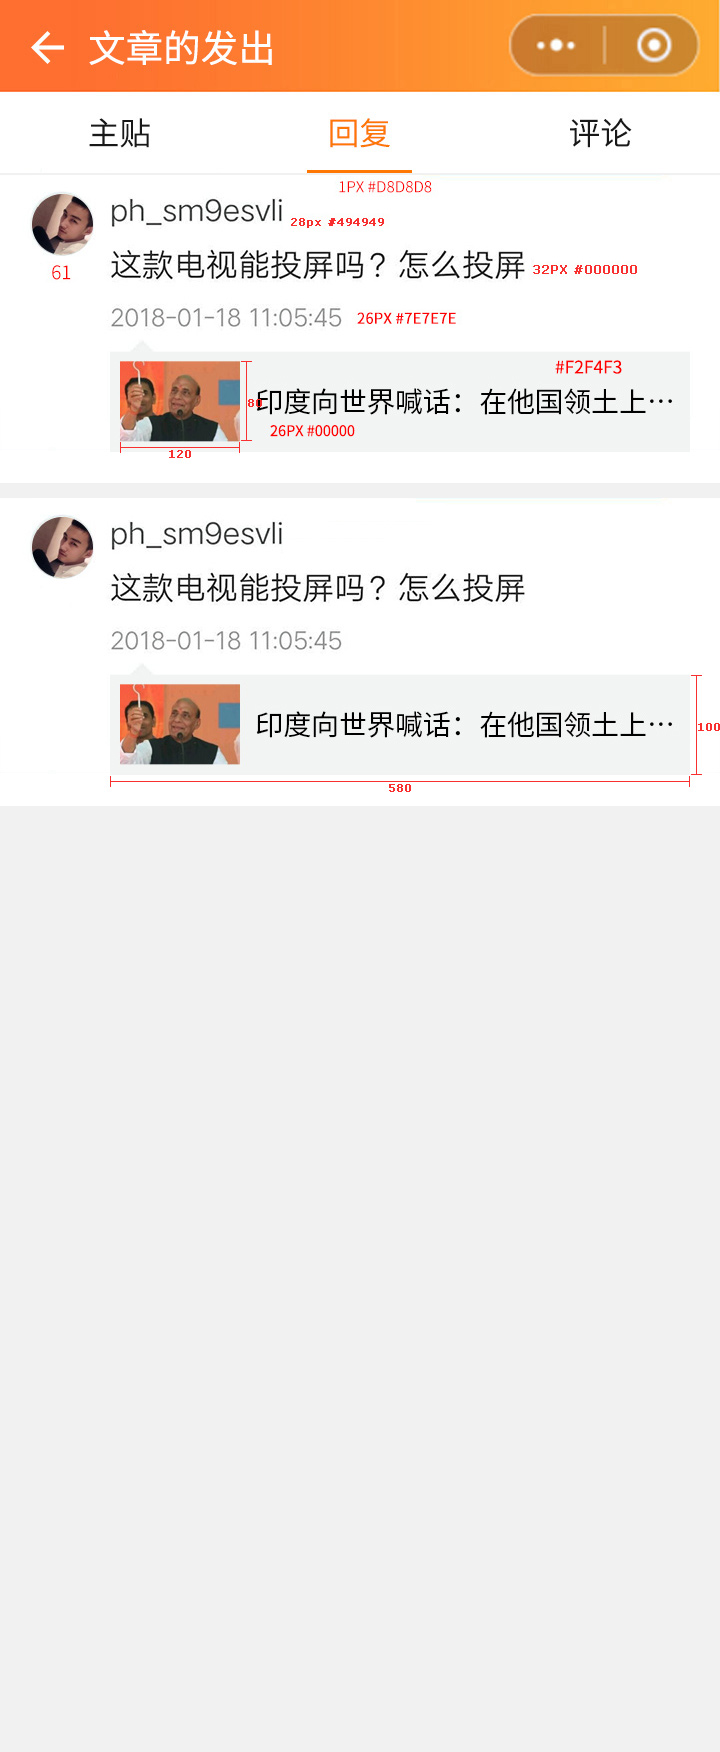 文章的发出
主贴 回复 评论
1PX #D8D8D8
ph_sm9esvli 28px #494949
61
这款电视能投屏吗？怎么投屏 32PX #000000
2018-01-18 11:05:45 26PX #7E7E7E
#F2F4F3
80
印度向世界喊话：在他国领土上…
26PX #00000
120
ph_sm9esvli
这款电视能投屏吗？怎么投屏
2018-01-18 11:05:45
印度向世界喊话：在他国领土上…
100
580